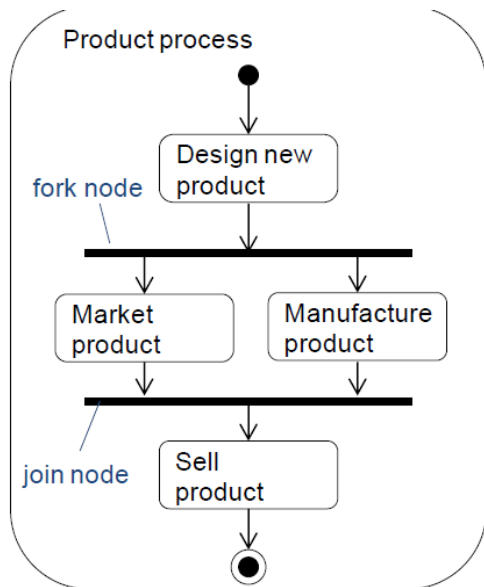 Product process
Design new
product
fork node
Market
product
Manufacture
product
join node
Sell
product